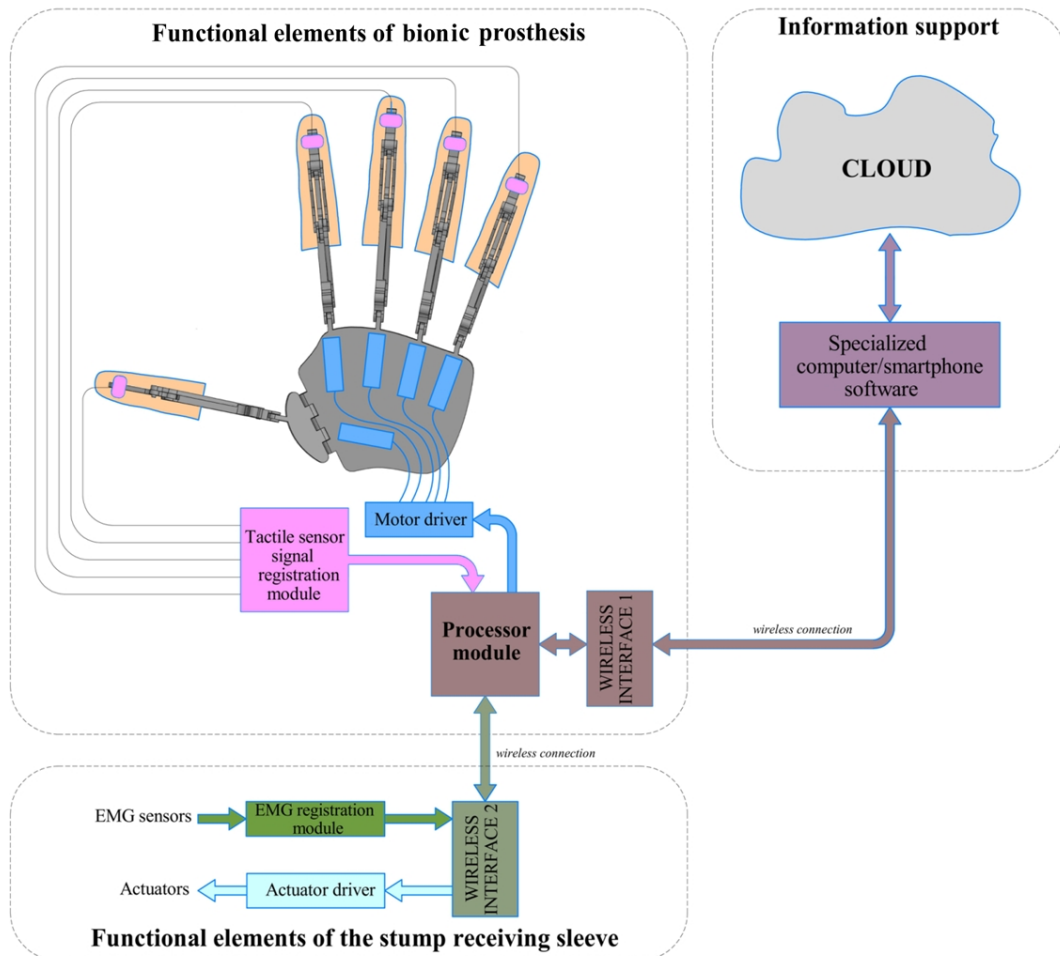 Functional elements of bionic prosthesis
Information support
CLOUD
Specialized
computer/smartphone
software
Motor driver
Tactile sensor
signal
registration
module
Processor
module
WIRELESS
INTERFACE 1
wireless connection
wireless connection
EMG sensors
EMG registration
module
WIRELESS
INTERFACE 2
Actuators
Actuator driver
Functional elements of the stump receiving sleeve